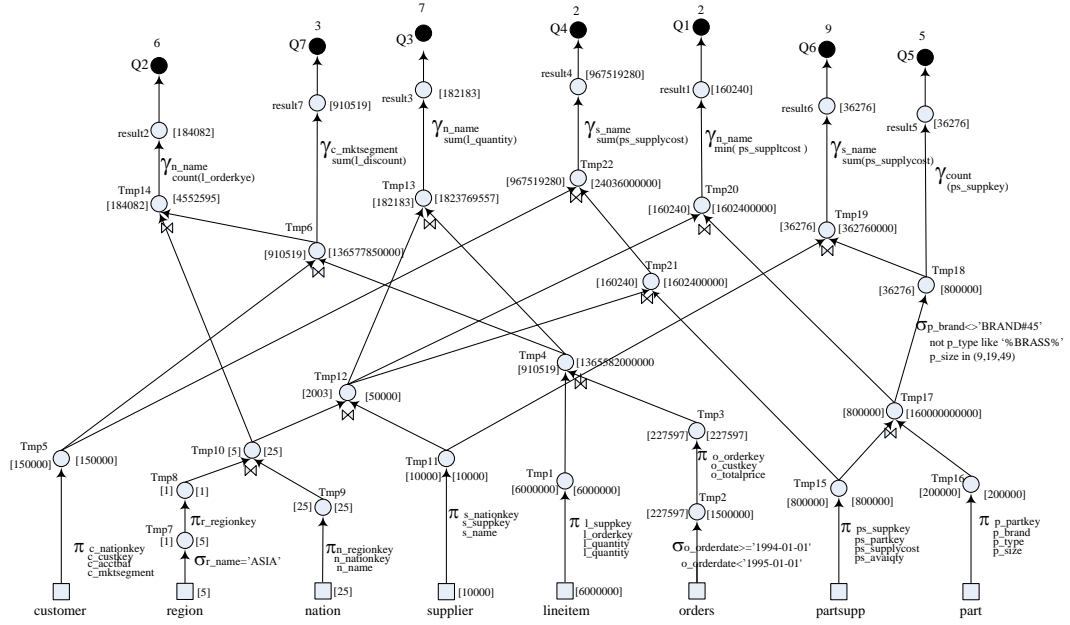 6
3
7
2
2
9
5
Q2
Q7
Q3
Q4
Q1
Q6
Q5
result4 [967519280]
result3 [182183]
result1 [160240]
result7 [910519]
result6 [36276]
result5 [36276]
result2 [184082]
γn_name
count(l_orderkye)
γc_mktsegment
sum(l_discount)
γn_name
sum(l_quantity)
γs_name
sum(ps_supplycost)
γn_name
min( ps_suppltcost )
γs_name
sum(ps_supplycost)
γcount
(ps_suppkey)
Tmp14
[184082] [4552595]
Tmp13
[182183] [1823769557]
Tmp22
[967519280] [24036000000]
Tmp20
[160240] [1602400000]
Tmp19
[36276] [362760000]
Tmp6
[910519] [136577850000]
Tmp21
[160240] [1602400000]
Tmp18
[36276] [800000]
σp_brand<>'BRAND#45'
not p_type like '%BRASS%'
p_size in (9,19,49)
Tmp4
[910519] [1365582000000
Tmp12
[2003] [50000]
Tmp17
[800000] [160000000000]
Tmp3
[227597] [227597]
Tmp5
[150000] [150000]
Tmp10 [5] [25]
Tmp11
[10000] [10000]
π o_orderkey
o_custkey
o_totalprice
Tmp8
[1] [1]
Tmp9
[25] [25]
Tmp1
[6000000] [6000000]
Tmp15
[800000] [800000]
Tmp16
[200000] [200000]
Tmp2
[227597] [1500000]
πr_regionkey
Tmp7
[1] [5]
π c_nationkey
c_custkey
c_acctbal
c_mktsegment
σr_name='ASIA'
πn_regionkey
n_nationkey
n_name
π s_nationkey
s_suppkey
s_name
π l_suppkey
l_orderkey
l_quantity
l_quantity
σo_orderdate>='1994-01-01'
o_orderdate<'1995-01-01'
π ps_suppkey
ps_partkey
ps_supplycost
ps_avaiqty
π p_partkey
p_brand
p_type
p_size
[5]
[25]
[10000]
[6000000]
customer
region
nation
supplier
lineitem
orders
partsupp
part